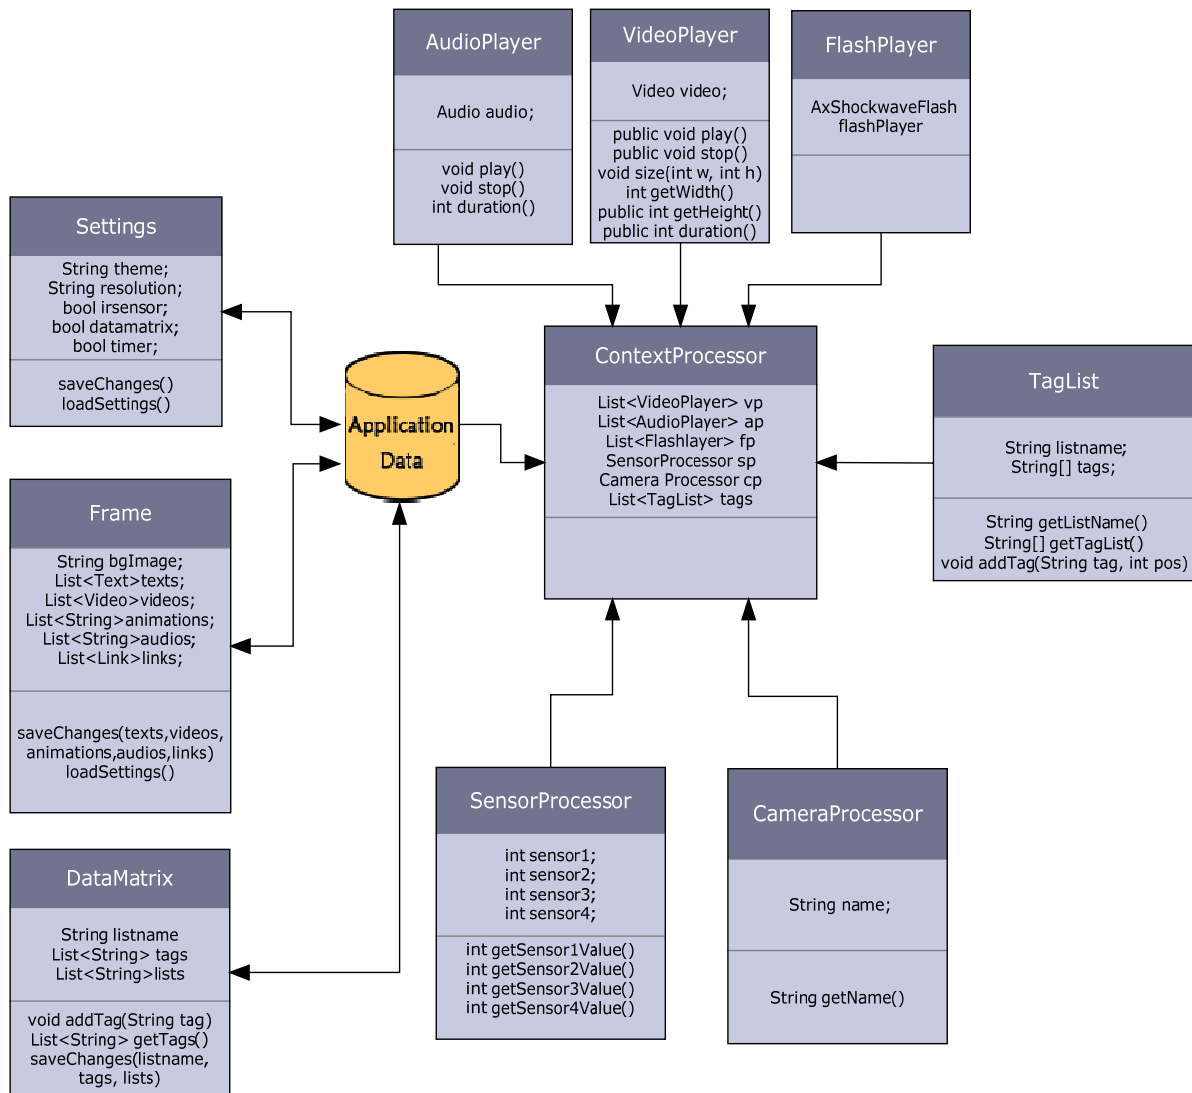 AudioPlayer
Audio audio;
void play()
void stop()
int duration()
VideoPlayer
Video video;
public void play()
public void stop()
void size(int w, int h)
int getWidth()
public int getHeight()
public int duration()
FlashPlayer
AxShockwaveFlash
flashPlayer
Settings
String theme;
String resolution;
bool irsensor;
bool datamatrix;
bool timer;
saveChanges()
loadSettings()
Application
Data
ContextProcessor
List<VideoPlayer> vp
List<AudioPlayer> ap
List<Flashlayer> fp
SensorProcessor sp
Camera Processor cp
List<TagList> tags
TagList
String listname;
String[] tags;
String getListName()
String[] getTagList()
void addTag(String tag, int pos)
Frame
String bgImage;
List<Text>texts;
List<Video>videos;
List<String>animations;
List<String>audios;
List<Link>links;
saveChanges(texts,videos,
animations,audios,links)
loadSettings()
SensorProcessor
int sensor1;
int sensor2;
int sensor3;
int sensor4;
int getSensor1Value()
int getSensor2Value()
int getSensor3Value()
int getSensor4Value()
CameraProcessor
String name;
String getName()
DataMatrix
String listname
List<String> tags
List<String>lists
void addTag(String tag)
List<String> getTags()
saveChanges(listname,
tags, lists)